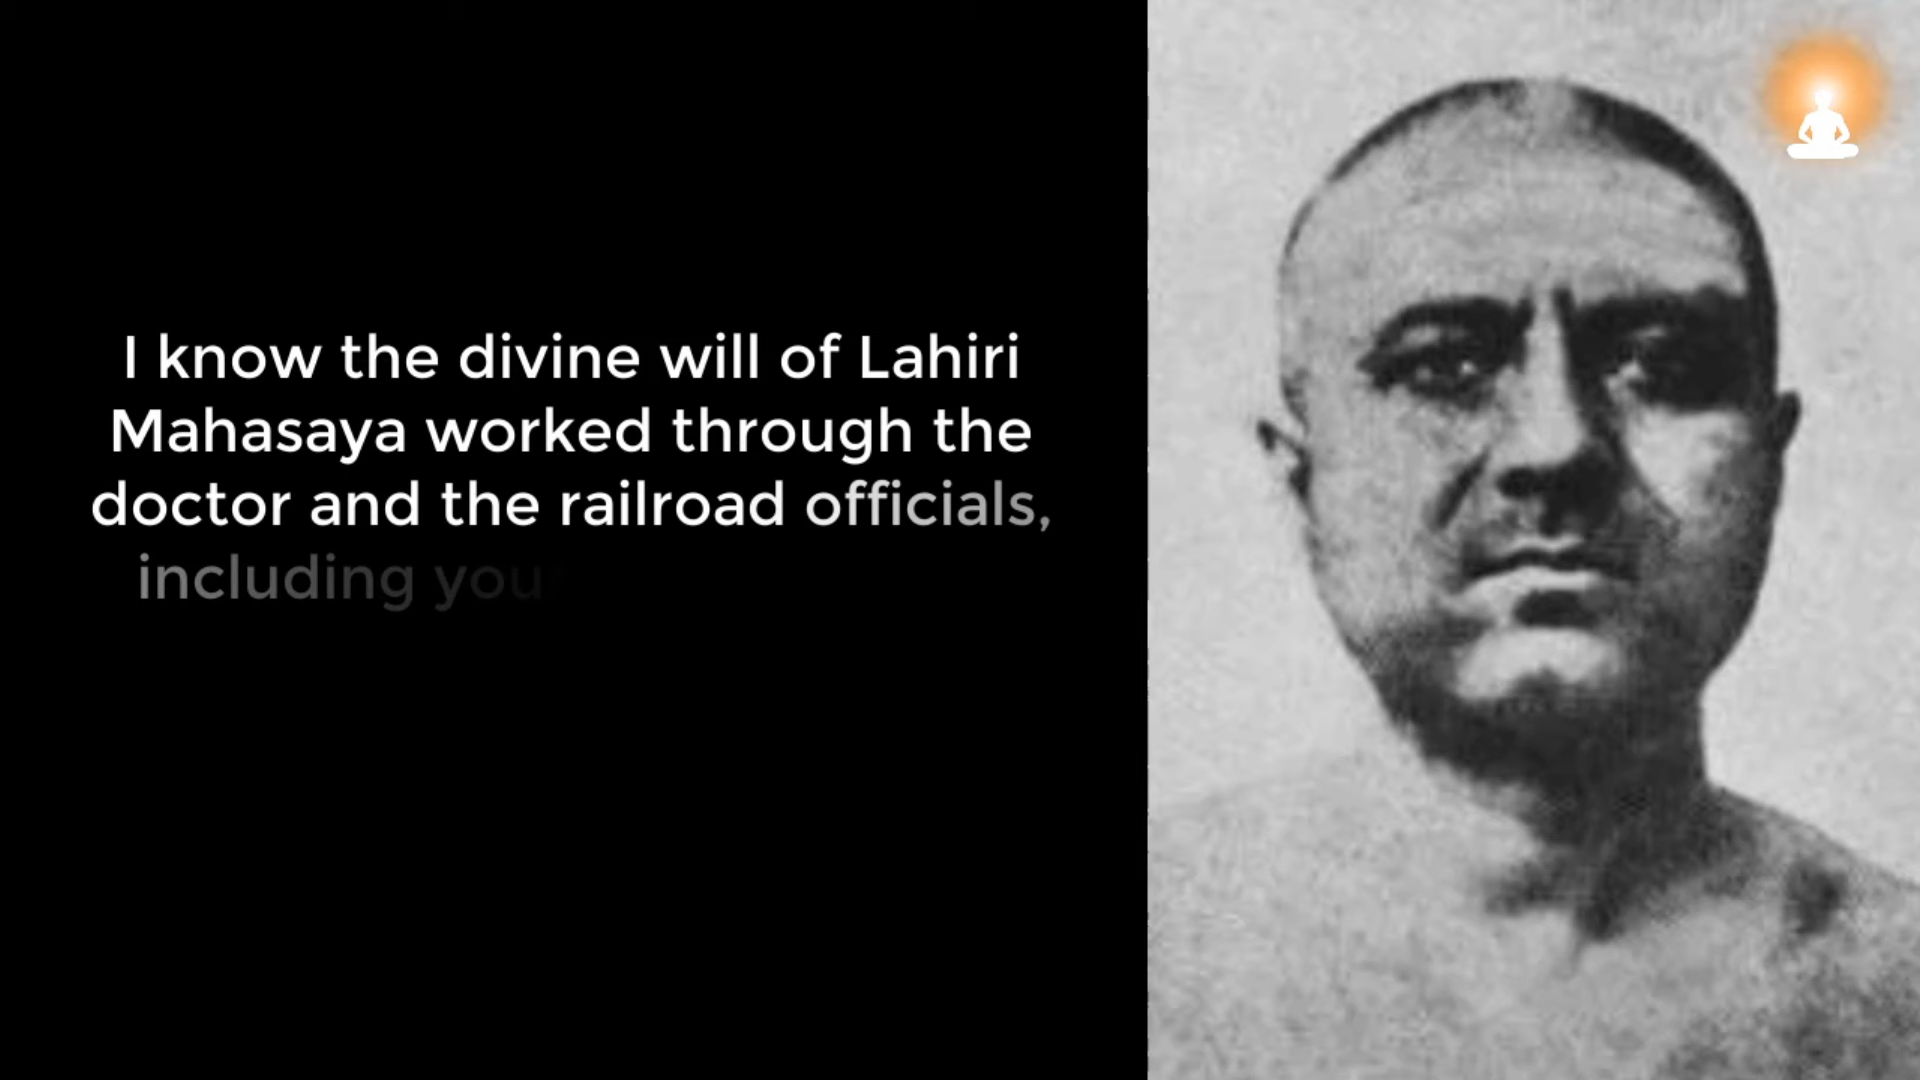 I know the divine will of Lahiri
Mahasaya worked through the
doctor and the railroad officials,
including